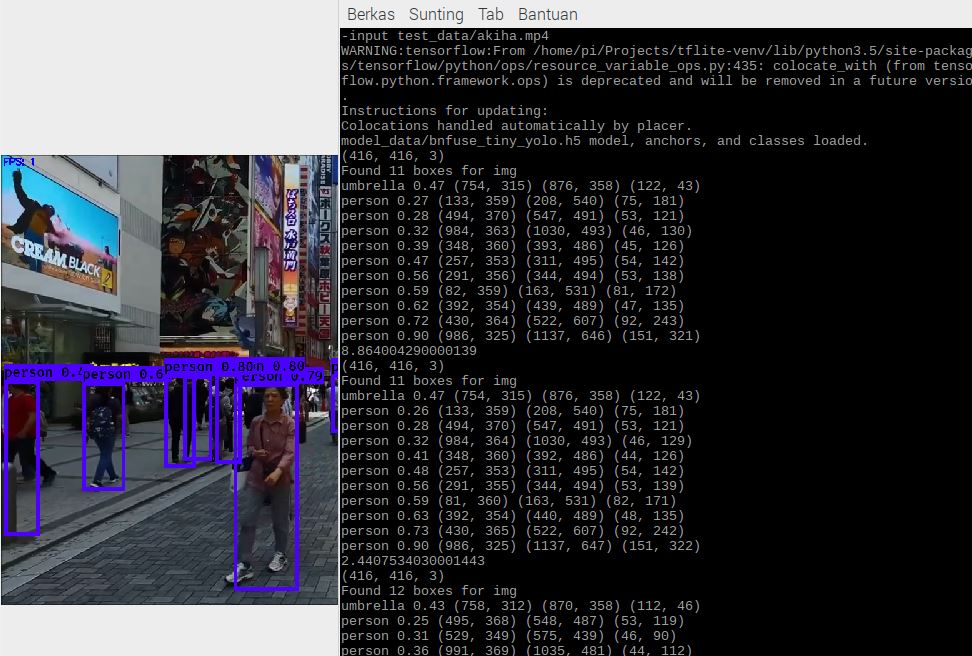 Berkas Sunting Tab Bantuan
FPS: 1
CREAM BLACK
person 0.80
person 0.6
0.80
person 0.79
-input test_data/akiha.mp4
WARNING:tensorflow:From /home/pi/Projects/tflite-venv/lib/python3.5/site-packag
s/tensorflow/python/ops/resource_variable_ops.py:435: colocate_with (from tenso
flow.python.framework.ops) is deprecated and will be removed in a future versio
.
Instructions for updating:
Colocations handled automatically by placer.
model_data/bnfuse_tiny_yolo.h5 model, anchors, and classes loaded.
(416, 416, 3)
Found 11 boxes for img
umbrella 0.47 (754, 315) (876, 358) (122, 43)
person 0.27 (133, 359) (208, 540) (75, 181)
person 0.28 (494, 370) (547, 491) (53, 121)
person 0.32 (984, 363) (1030, 493) (46, 130)
person 0.39 (348, 360) (393, 486) (45, 126)
person 0.47 (257, 353) (311, 495) (54, 142)
person 0.56 (291, 356) (344, 494) (53, 138)
person 0.59 (82, 359) (163, 531) (81, 172)
person 0.62 (392, 354) (439, 489) (47, 135)
person 0.72 (430, 364) (522, 607) (92, 243)
person 0.90 (986, 325) (1137, 646) (151, 321)
8.864004290000139
(416, 416, 3)
Found 11 boxes for img
umbrella 0.47 (754, 315) (876, 358) (122, 43)
person 0.26 (133, 359) (208, 540) (75, 181)
person 0.28 (494, 370) (547, 491) (53, 121)
person 0.32 (984, 364) (1030, 493) (46, 129)
person 0.41 (348, 360) (392, 486) (44, 126)
person 0.48 (257, 353) (311, 495) (54, 142)
person 0.56 (291, 355) (344, 494) (53, 139)
person 0.59 (81, 360) (163, 531) (82, 171)
person 0.63 (392, 354) (440, 489) (48, 135)
person 0.73 (430, 365) (522, 607) (92, 242)
person 0.90 (986, 325) (1137, 647) (151, 322)
2.4407534030001443
(416, 416, 3)
Found 12 boxes for img
umbrella 0.43 (758, 312) (870, 358) (112, 46)
person 0.25 (495, 368) (548, 487) (53, 119)
person 0.31 (529, 349) (575, 439) (46, 90)
person 0.36 (991, 369) (1035, 481) (44, 112)